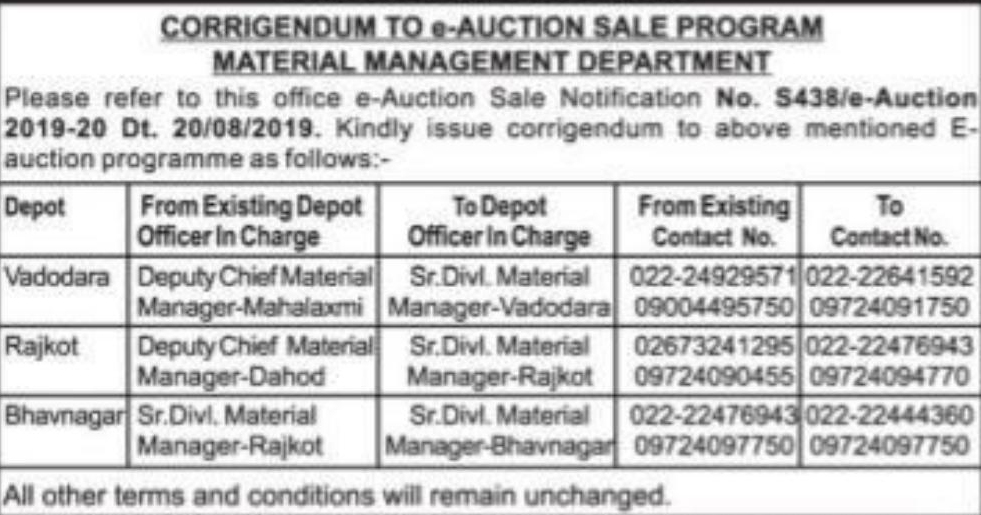 CORRIGENDUM TO e-AUCTION SALE PROGRAM
MATERIAL MANAGEMENT DEPARTMENT
Please refer to this office e-Auction Sale Notification No. S438/e-Auction
2019-20 Dt. 20/08/2019. Kindly issue corrigendum to above mentioned E-
auction programme as follows:-
Depot From Existing Depot To Depot From Existing To
Officer In Charge Officer In Charge Contact No. Contact No.
Vadodara Deputy Chief Material Sr.Divl. Material 022-24929571 022-22641592
Manager-Mahalaxmi Manager-Vadodara 09004495750 09724091750
Rajkot Deputy Chief Material Sr.Divl. Material 02673241295 022-22476943
Manager-Dahod Manager-Rajkot 09724090455 09724094770
Bhavnagar Sr.Divl. Material Sr.Divl. Material 022-22476943 022-22444360
Manager-Rajkot Manager-Bhavnagar 09724097750 09724097750
All other terms and conditions will remain unchanged.